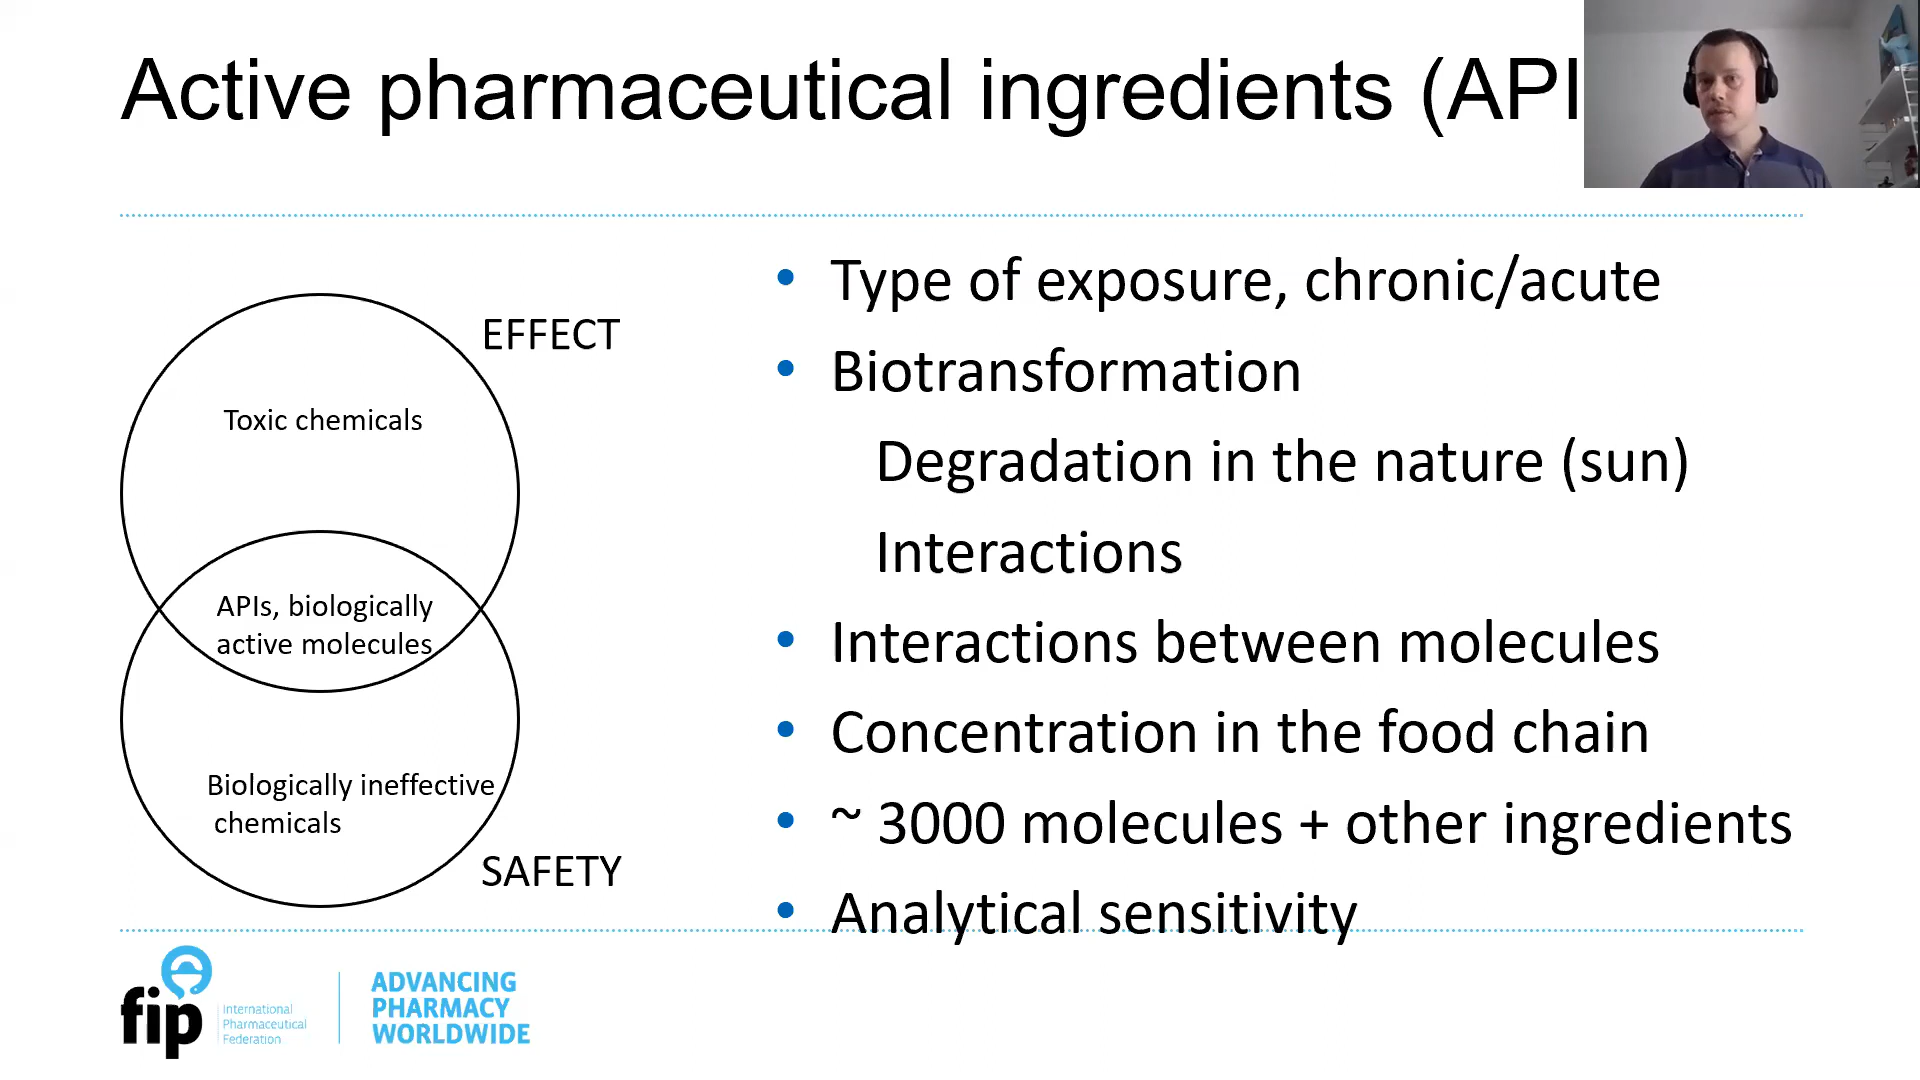 Active pharmaceutical ingredients (API
EFFECT
Toxic chemicals
APIs, biologically
active molecules
Biologically ineffective
chemicals
SAFETY
• Type of exposure, chronic/acute
• Biotransformation
Degradation in the nature (sun)
Interactions
• Interactions between molecules
• Concentration in the food chain
• ~ 3000 molecules + other ingredients
• Analytical sensitivity
fip
International
Pharmaceutical
Federation
ADVANCING
PHARMACY
WORLDWIDE